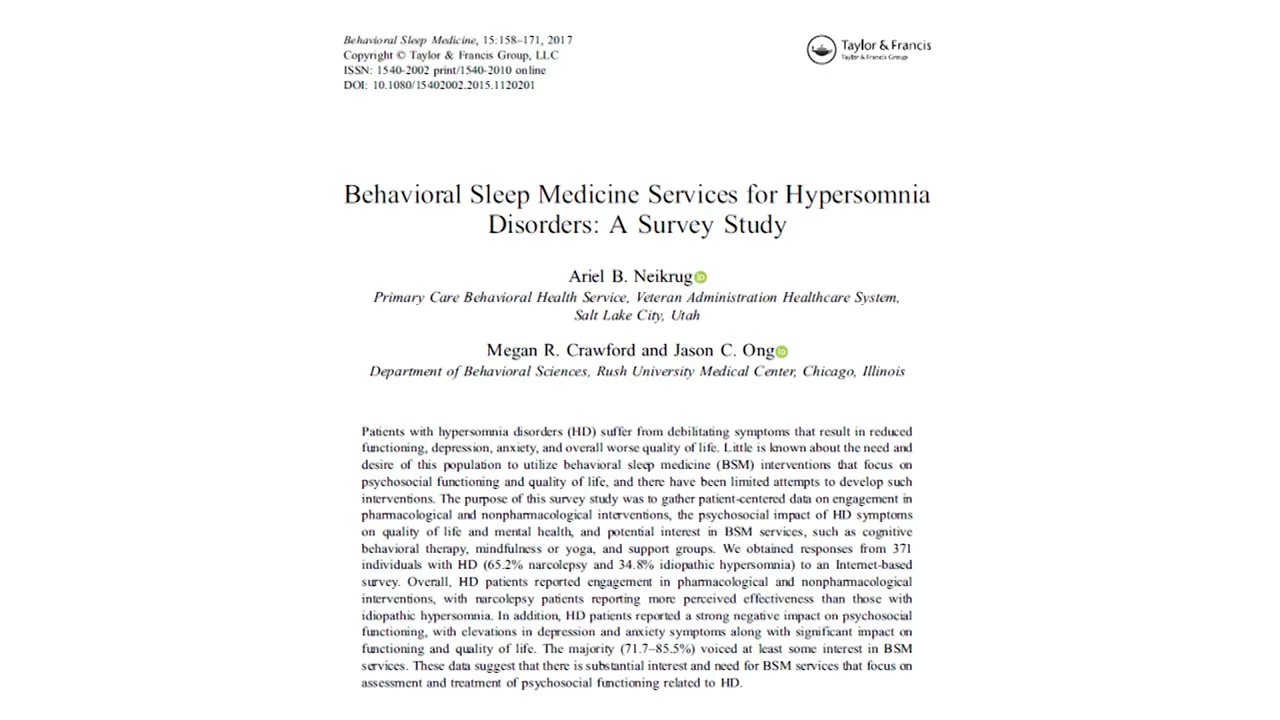 Behavioral Sleep Medicine, 15:158–171, 2017
Copyright © Taylor & Francis Group, LLC
ISSN: 1540-2002 print/1540-2010 online
DOI: 10.1080/15402002.2015.1120201
Taylor & Francis
Taylor & Francis Group
Behavioral Sleep Medicine Services for Hypersomnia
Disorders: A Survey Study
Ariel B. Neikrug iD
Primary Care Behavioral Health Service, Veteran Administration Healthcare System,
Salt Lake City, Utah
Megan R. Crawford and Jason C. Ong iD
Department of Behavioral Sciences, Rush University Medical Center, Chicago, Illinois
Patients with hypersomnia disorders (HD) suffer from debilitating symptoms that result in reduced
functioning, depression, anxiety, and overall worse quality of life. Little is known about the need and
desire of this population to utilize behavioral sleep medicine (BSM) interventions that focus on
psychosocial functioning and quality of life, and there have been limited attempts to develop such
interventions. The purpose of this survey study was to gather patient-centered data on engagement in
pharmacological and nonpharmacological interventions, the psychosocial impact of HD symptoms
on quality of life and mental health, and potential interest in BSM services, such as cognitive
behavioral therapy, mindfulness or yoga, and support groups. We obtained responses from 371
individuals with HD (65.2% narcolepsy and 34.8% idiopathic hypersomnia) to an Internet-based
survey. Overall, HD patients reported engagement in pharmacological and nonpharmacological
interventions, with narcolepsy patients reporting more perceived effectiveness than those with
idiopathic hypersomnia. In addition, HD patients reported a strong negative impact on psychosocial
functioning, with elevations in depression and anxiety symptoms along with significant impact on
functioning and quality of life. The majority (71.7–85.5%) voiced at least some interest in BSM
services. These data suggest that there is substantial interest and need for BSM services that focus on
assessment and treatment of psychosocial functioning related to HD.